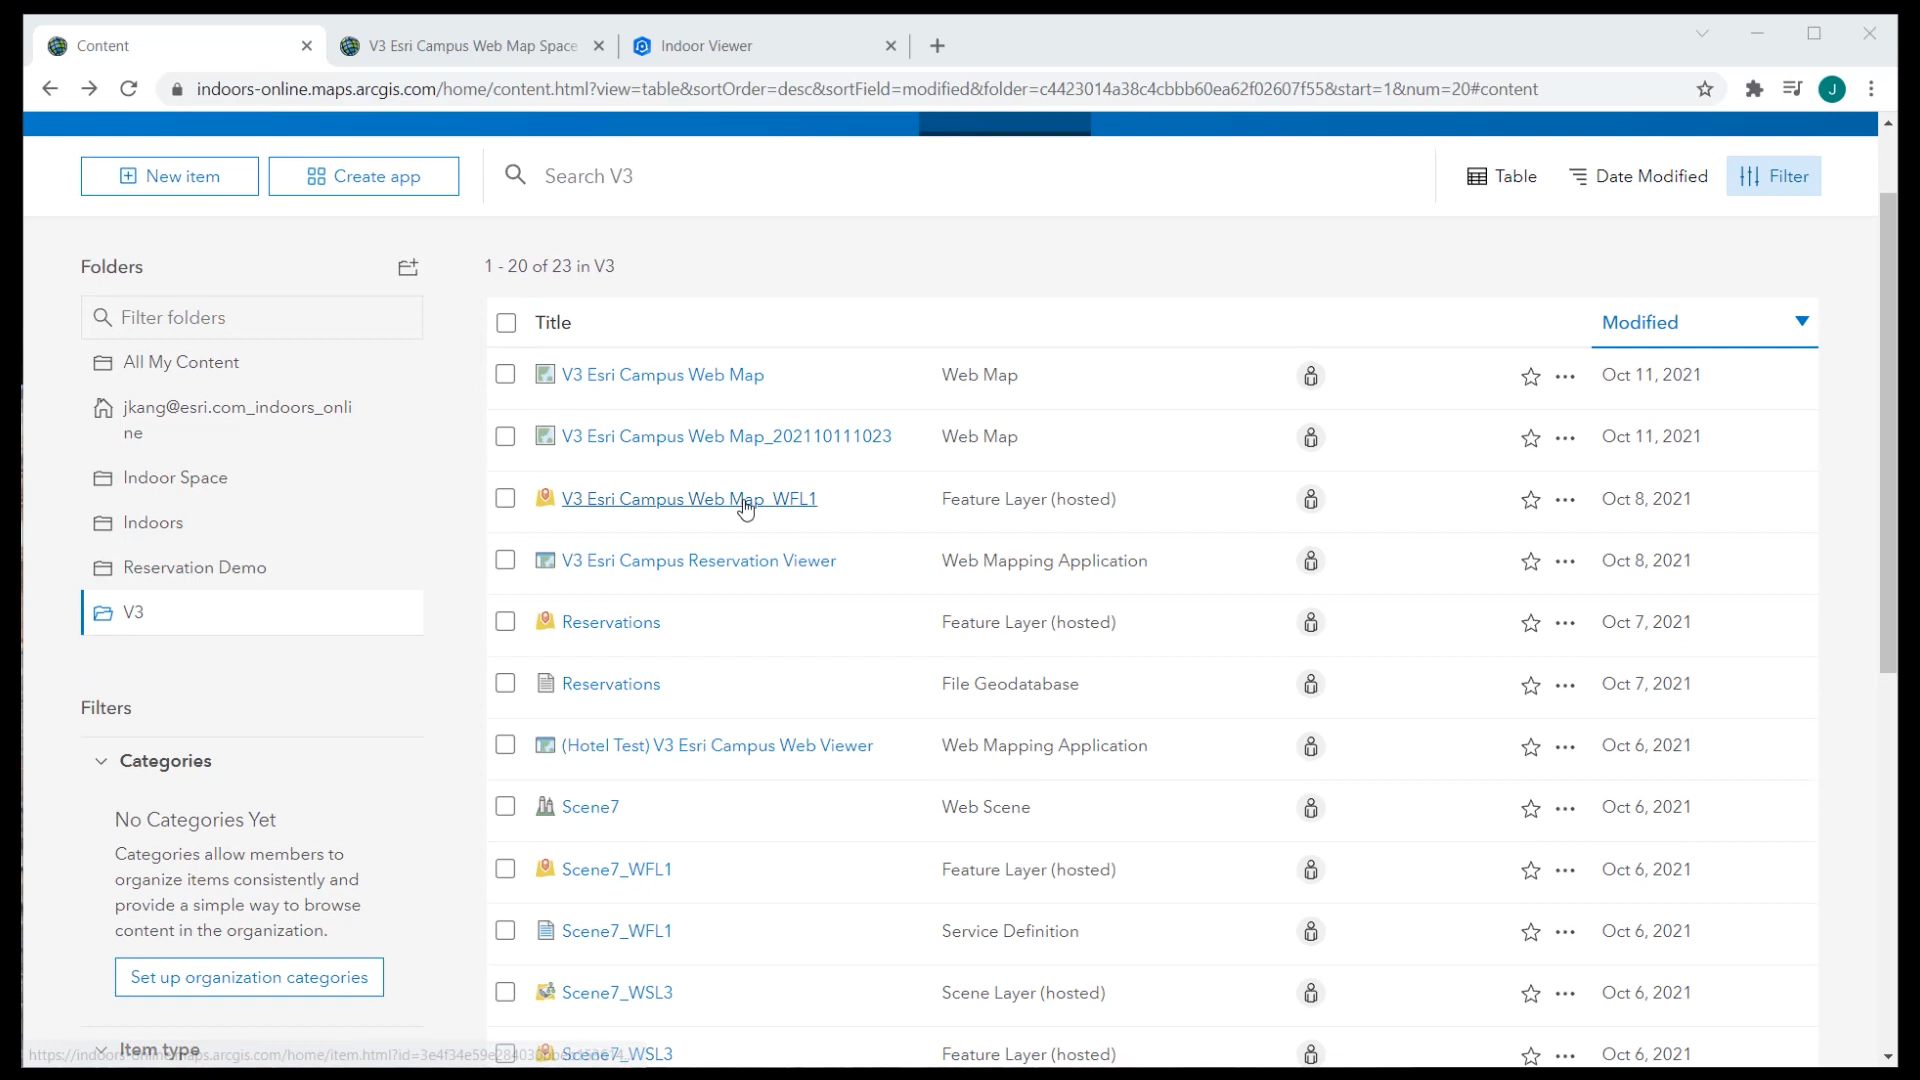 Content
V3 Esri Campus Web Map Space
Indoor Viewer
indoors-online.maps.arcgis.com/home/content.html?view=table&sortOrder=desc&sortField=modified&folder=c4423014a38c4cbbb60ea62f02607f55&start=1&num=20#content
J
New item
Create app
Search V3
Table
Date Modified
Filter
Folders
Filter folders
All My Content
jkang@esri.com_indoors_onli
ne
Indoor Space
Indoors
Reservation Demo
V3
Filters
Categories
No Categories Yet
Categories allow members to
organize items consistently and
provide a simple way to browse
content in the organization.
Set up organization categories
Item type
1 - 20 of 23 in V3
Title Modified
V3 Esri Campus Web Map Web Map Oct 11, 2021
V3 Esri Campus Web Map_202110111023 Web Map Oct 11, 2021
V3 Esri Campus Web Map_WFL1 Feature Layer (hosted) Oct 8, 2021
V3 Esri Campus Reservation Viewer Web Mapping Application Oct 8, 2021
Reservations Feature Layer (hosted) Oct 7, 2021
Reservations File Geodatabase Oct 7, 2021
(Hotel Test) V3 Esri Campus Web Viewer Web Mapping Application Oct 6, 2021
Scene7 Web Scene Oct 6, 2021
Scene7_WFL1 Feature Layer (hosted) Oct 6, 2021
Scene7_WFL1 Service Definition Oct 6, 2021
Scene7_WSL3 Scene Layer (hosted) Oct 6, 2021
Scene7_WSL3 Feature Layer (hosted) Oct 6, 2021